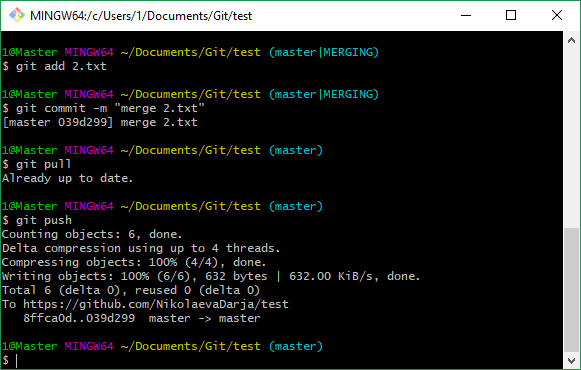 MINGW64:/c/Users/1/Documents/Git/test
1@Master MINGW64 ~/Documents/Git/test (master|MERGING)
$ git add 2.txt
1@Master MINGW64 ~/Documents/Git/test (master|MERGING)
$ git commit -m "merge 2.txt"
[master 039d299] merge 2.txt
1@Master MINGW64 ~/Documents/Git/test (master)
$ git pull
Already up to date.
1@Master MINGW64 ~/Documents/Git/test (master)
$ git push
Counting objects: 6, done.
Delta compression using up to 4 threads.
Compressing objects: 100% (4/4), done.
Writing objects: 100% (6/6), 632 bytes | 632.00 KiB/s, done.
Total 6 (delta 0), reused 0 (delta 0)
To https://github.com/NikolaevaDarja/test
   8ffca0d..039d299  master -> master
1@Master MINGW64 ~/Documents/Git/test (master)
$